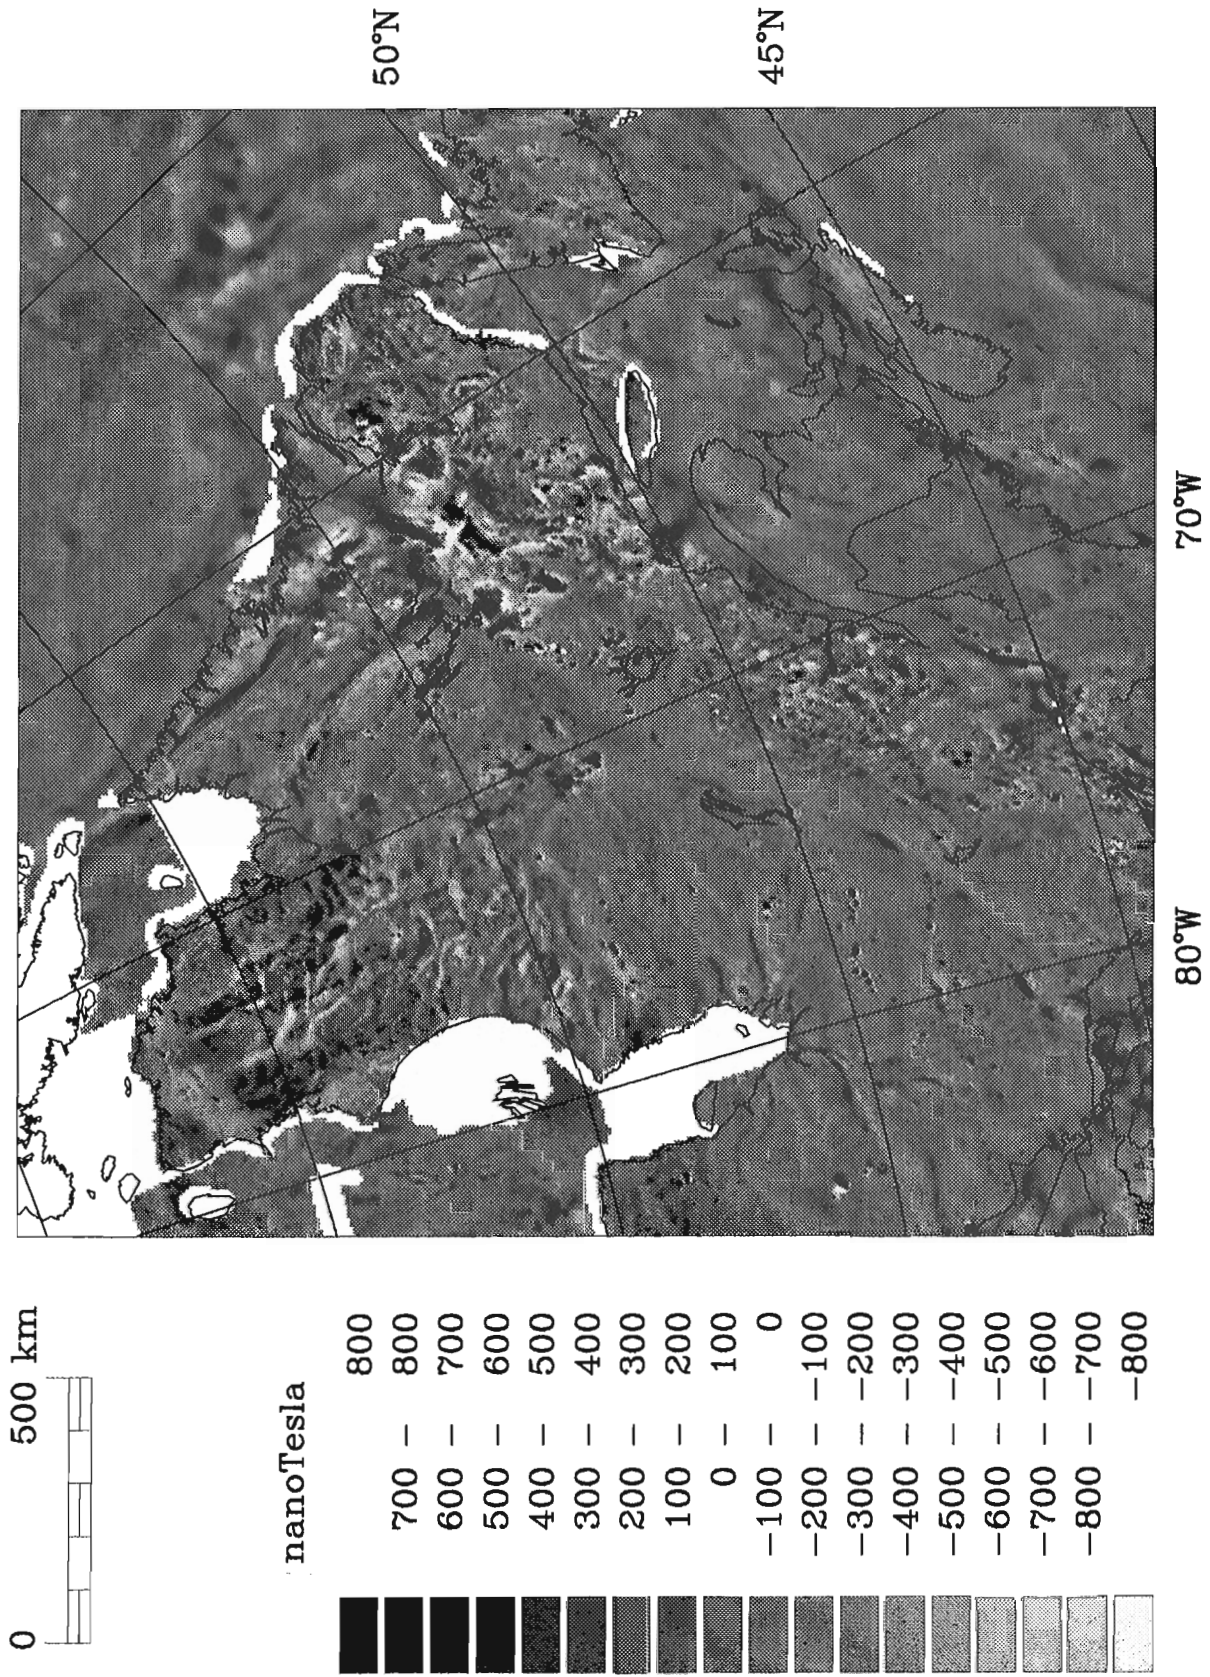 50°N
45°N
70°W
80°W
0 500 km
nanoTesla
800
700 — 800
600 — 700
500 — 600
400 — 500
300 — 400
200 — 300
100 — 200
0 — 100
−100 — 0
−200 — −100
−300 — −200
−400 — −300
−500 — −400
−600 — −500
−700 — −600
−800 — −700
−800